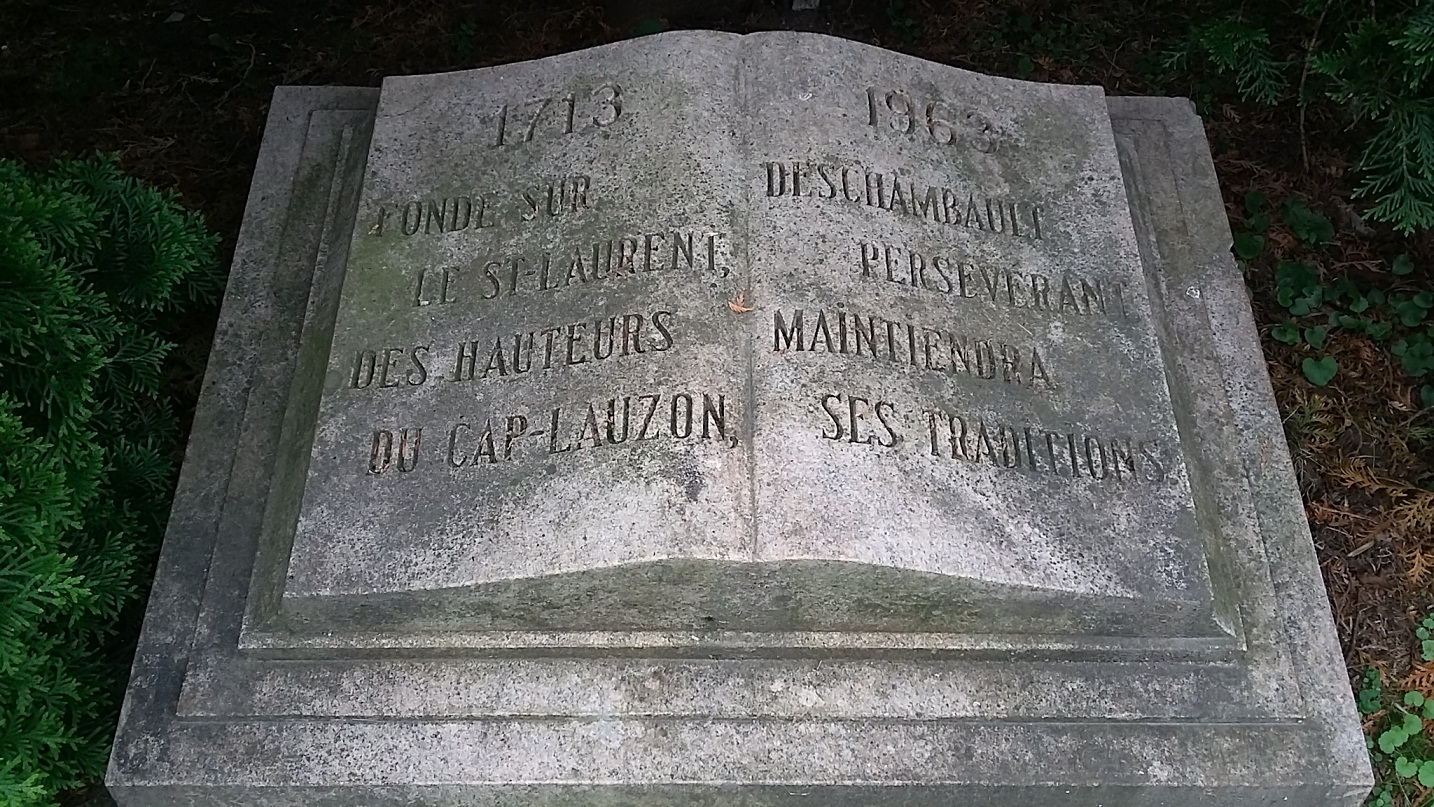 1713
FONDE SUR
LE ST-LAURENT,
DES HAUTEURS
DU CAP-LAUZON,
1963
DESCHAMBAULT
PERSEVERANT
MAINTIENDRA
SES TRADITIONS